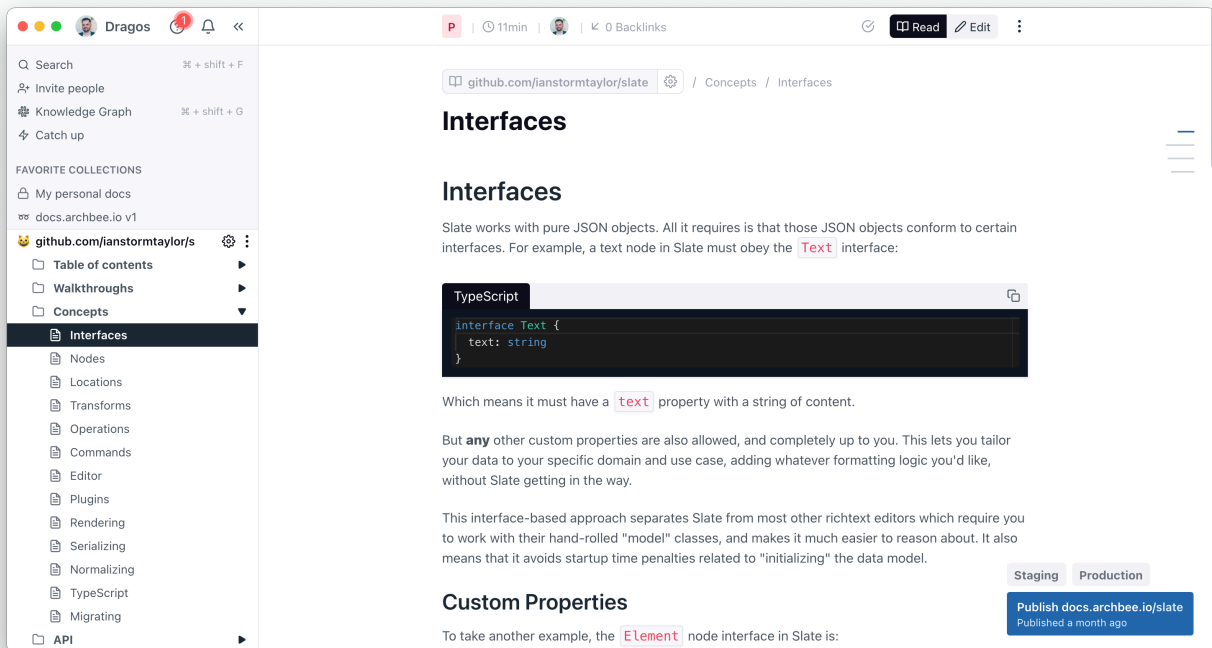 Dragos
1
P
11min
0 Backlinks
Read
Edit
Search
⌘ + shift + F
Invite people
Knowledge Graph
⌘ + shift + G
Catch up
FAVORITE COLLECTIONS
My personal docs
docs.archbee.io v1
github.com/ianstormtaylor/s
Table of contents
Walkthroughs
Concepts
Interfaces
Nodes
Locations
Transforms
Operations
Commands
Editor
Plugins
Rendering
Serializing
Normalizing
TypeScript
Migrating
API
github.com/ianstormtaylor/slate / Concepts / Interfaces
Interfaces
Interfaces
Slate works with pure JSON objects. All it requires is that those JSON objects conform to certain
interfaces. For example, a text node in Slate must obey the Text interface:
TypeScript
interface Text {
text: string
}
Which means it must have a text property with a string of content.
But any other custom properties are also allowed, and completely up to you. This lets you tailor
your data to your specific domain and use case, adding whatever formatting logic you'd like,
without Slate getting in the way.
This interface-based approach separates Slate from most other richtext editors which require you
to work with their hand-rolled "model" classes, and makes it much easier to reason about. It also
means that it avoids startup time penalties related to "initializing" the data model.
Custom Properties
To take another example, the Element node interface in Slate is:
Staging
Production
Publish docs.archbee.io/slate
Published a month ago